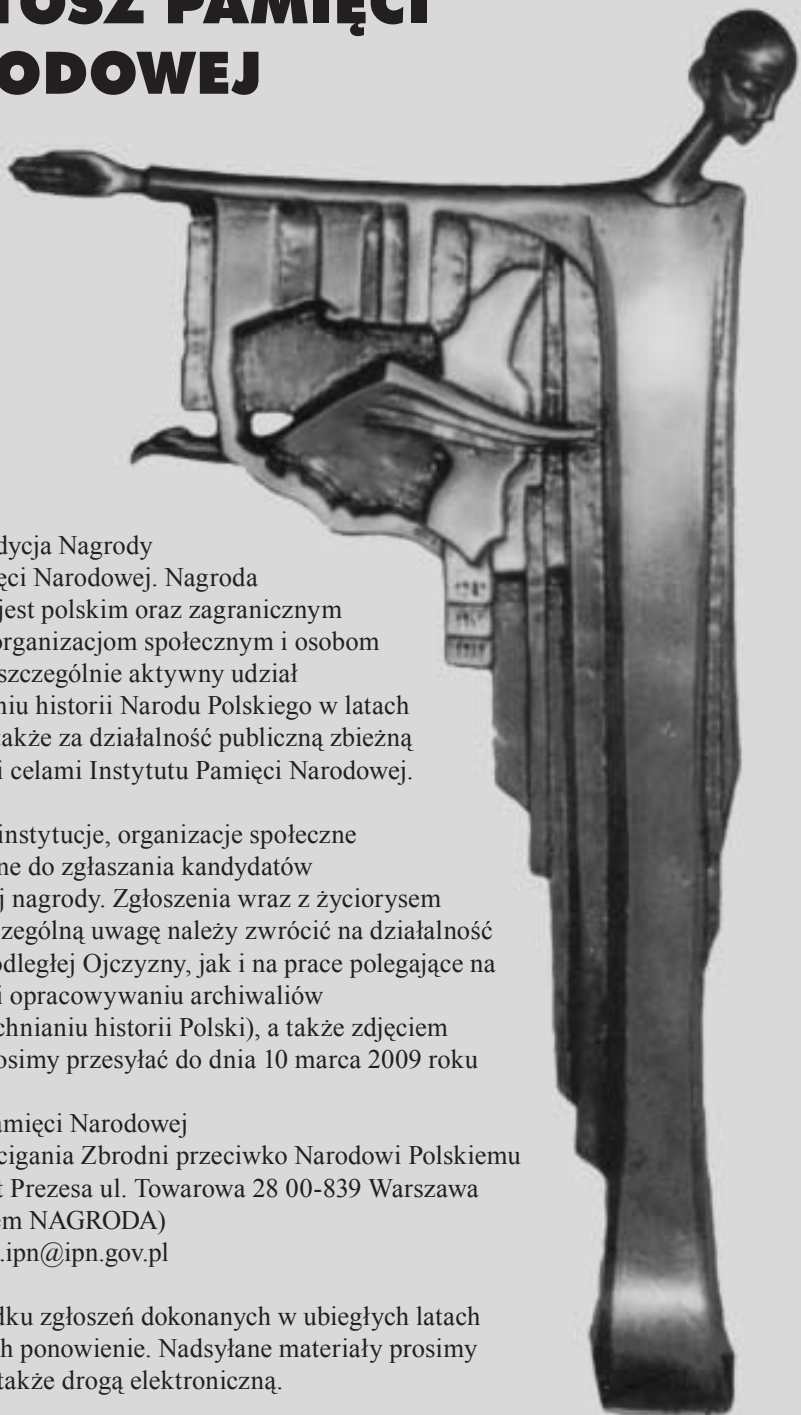 TOSZ PAMIĘCI
ODOWEJ
dycja Nagrody
ęci Narodowej. Nagroda
jest polskim oraz zagranicznym
organizacjom społecznym i osobom
szczególnie aktywny udział
niu historii Narodu Polskiego w latach
także za działalność publiczną zbieżną
i celami Instytutu Pamięci Narodowej.
instytucje, organizacje społeczne
ne do zgłaszania kandydatów
j nagrody. Zgłoszenia wraz z życiorysem
czególną uwagę należy zwrócić na działalność
odległej Ojczyzny, jak i na prace polegające na
i opracowywaniu archiwaliów
chnianiu historii Polski), a także zdjęciem
osimy przesyłać do dnia 10 marca 2009 roku
amięci Narodowej
cigania Zbrodni przeciwko Narodowi Polskiemu
t Prezesa ul. Towarowa 28 00-839 Warszawa
em NAGRODA)
.ipn@ipn.gov.pl
dku zgłoszeń dokonanych w ubiegłych latach
h ponowienie. Nadsyłane materiały prosimy
także drogą elektroniczną.